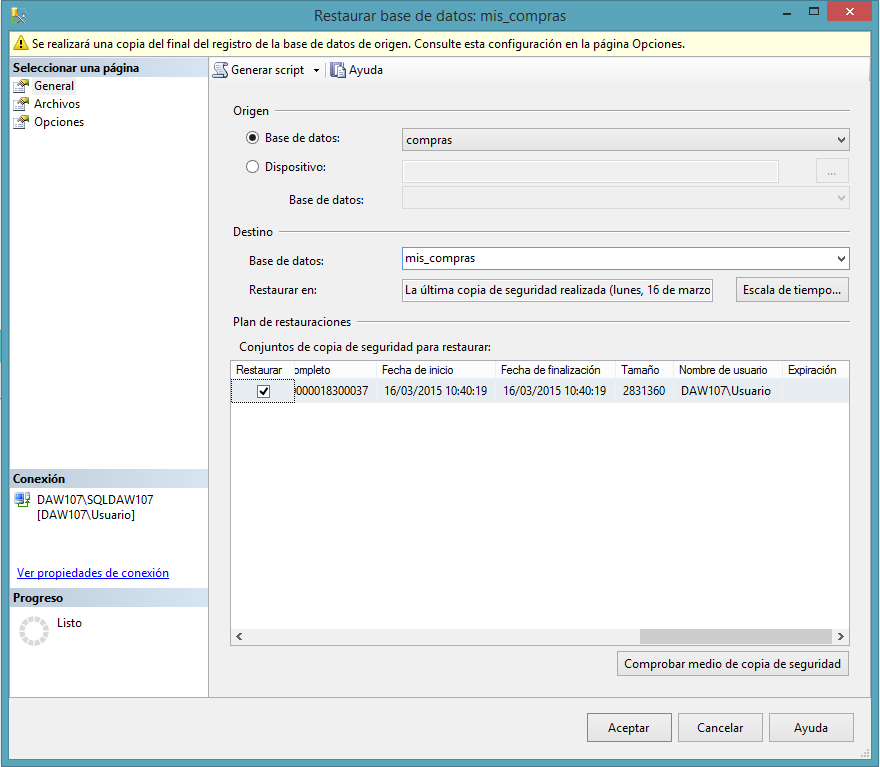 Restaurar base de datos: mis_compras
Se realizará una copia del final del registro de la base de datos de origen. Consulte esta configuración en la página Opciones.
Seleccionar una página
General
Archivos
Opciones
Generar script
Ayuda
Origen
Base de datos:
compras
Dispositivo:
...
Base de datos:
Destino
Base de datos:
mis_compras
Restaurar en:
La última copia de seguridad realizada (lunes, 16 de marzo
Escala de tiempo...
Plan de restauraciones
Conjuntos de copia de seguridad para restaurar:
Restaurar ompleto Fecha de inicio Fecha de finalización Tamaño Nombre de usuario Expiración
0000018300037 16/03/2015 10:40:19 16/03/2015 10:40:19 2831360 DAW107\Usuario
Conexión
DAW107\SQLDAW107
[DAW107\Usuario]
Ver propiedades de conexión
Progreso
Listo
Comprobar medio de copia de seguridad
Aceptar
Cancelar
Ayuda